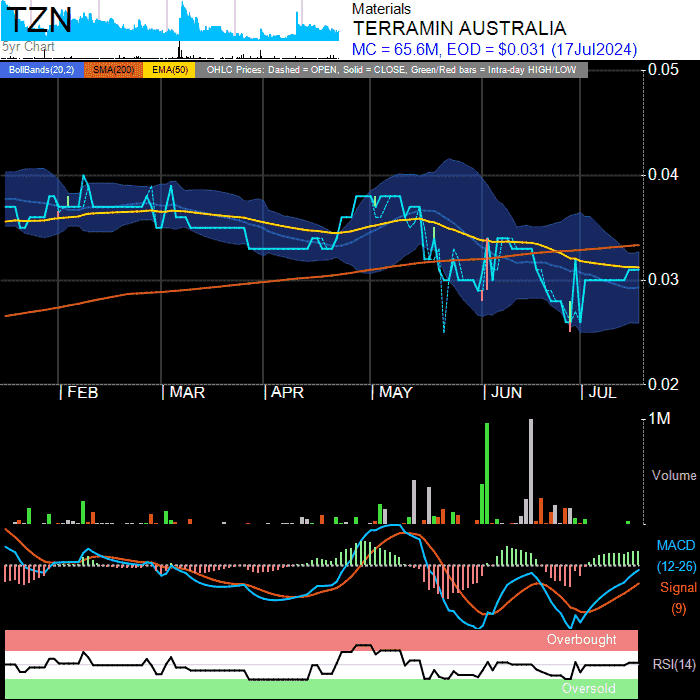 TZN
5yr Chart
Materials
TERRAMIN AUSTRALIA
MC = 65.6M, EOD = $0.031 (17Jul2024)
BollBands(20,2) SMA(200) EMA(50) OHLC Prices: Dashed = OPEN, Solid = CLOSE, Green/Red bars = Intra-day HIGH/LOW
0.05
0.04
0.03
0.02
FEB MAR APR MAY JUN JUL
1M
Volume
MACD
(12-26)
Signal
(9)
Overbought
RSI(14)
Oversold